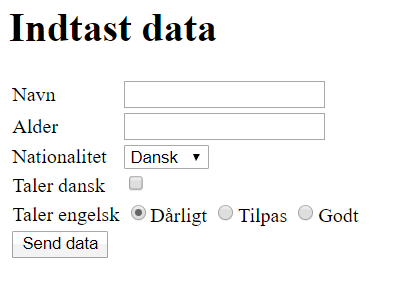 Indtast data
Navn
Alder
Nationalitet Dansk
Taler dansk
Taler engelsk Dårligt Tilpas Godt
Send data